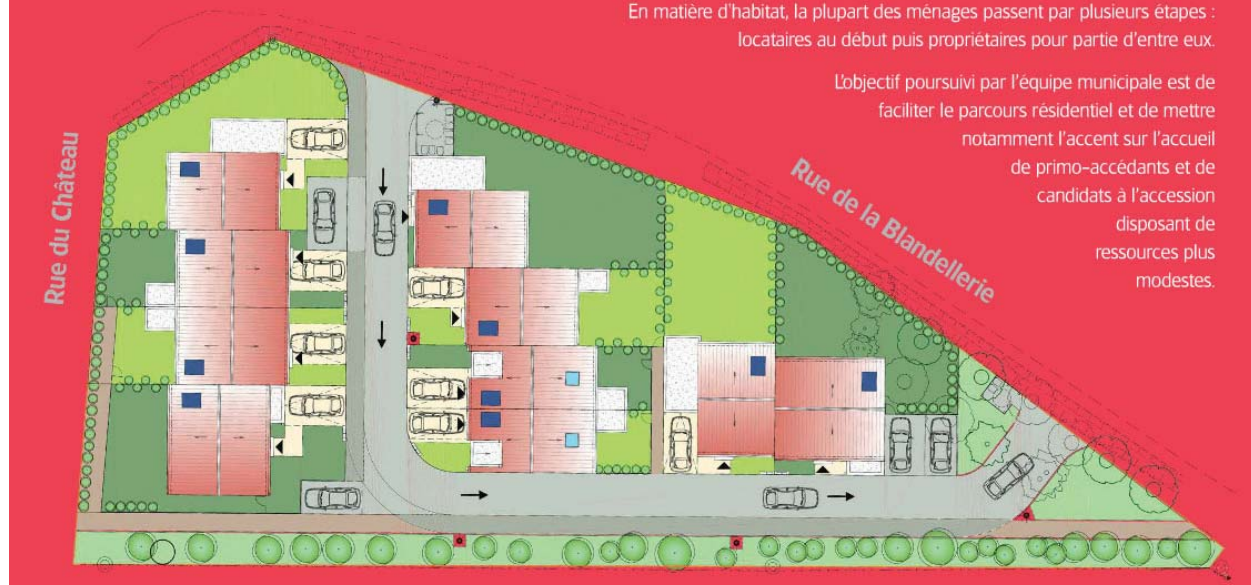 En matière d'habitat, la plupart des ménages passent par plusieurs étapes :
locataires au début puis propriétaires pour partie d'entre eux.
L'objectif poursuivi par l'équipe municipale est de
faciliter le parcours résidentiel et de mettre
notamment l'accent sur l'accueil
de primo-accédants et de
candidats à l'accession
disposant de
ressources plus
modestes.
Rue du Château
Rue de la Blandellerie